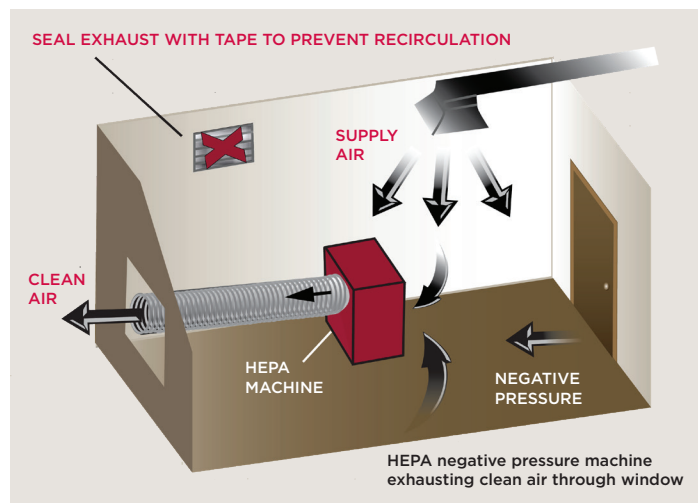 SEAL EXHAUST WITH TAPE TO PREVENT RECIRCULATION
SUPPLY
AIR
CLEAN
AIR
HEPA
MACHINE
NEGATIVE
PRESSURE
HEPA negative pressure machine
exhausting clean air through window